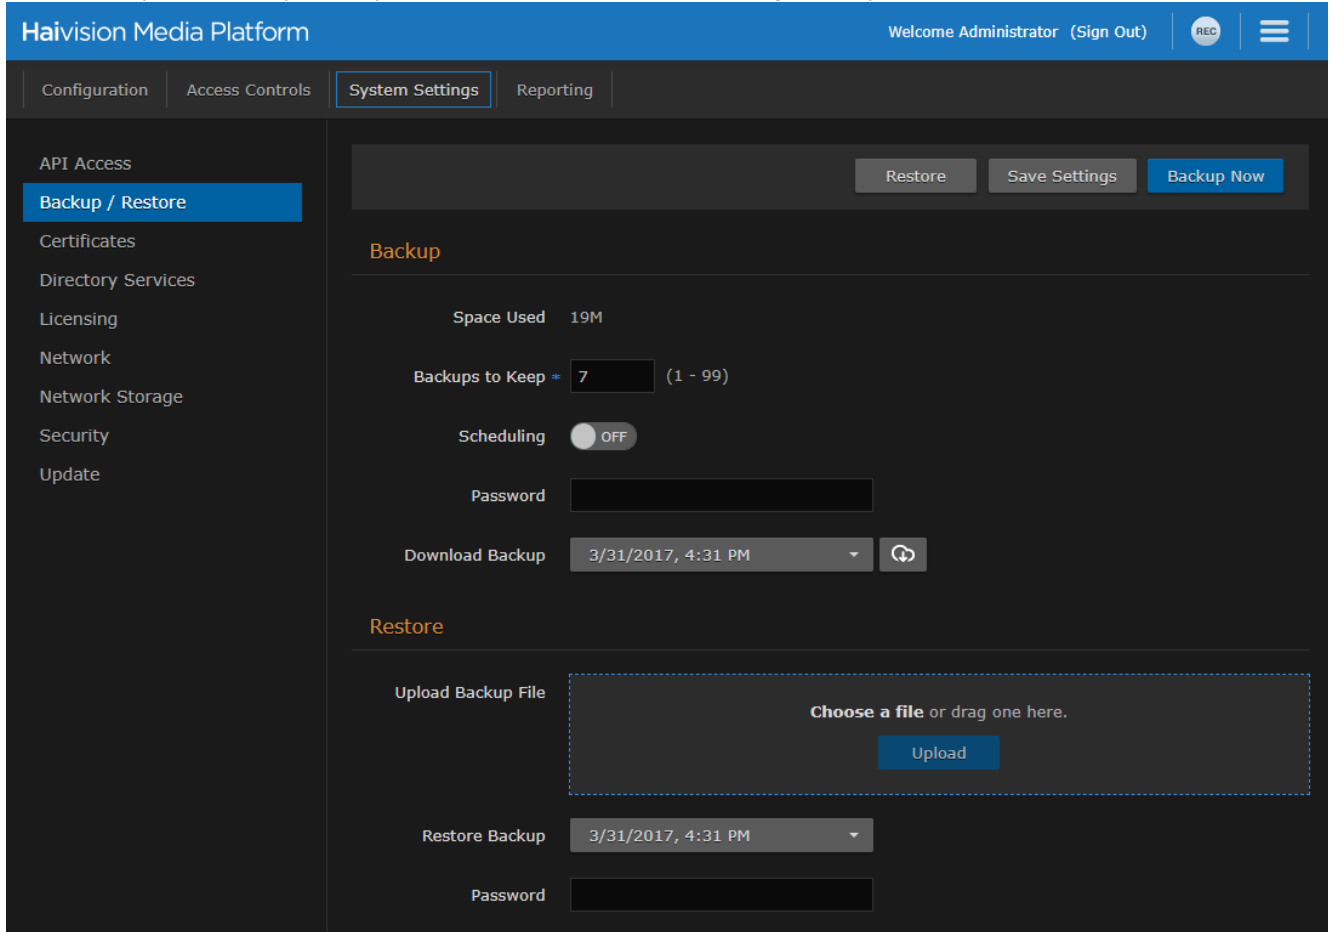 Haivision Media Platform
Welcome Administrator (Sign Out)
REC
Configuration
Access Controls
System Settings
Reporting
API Access
Backup / Restore
Certificates
Directory Services
Licensing
Network
Network Storage
Security
Update
Restore
Save Settings
Backup Now
Backup
Space Used 19M
Backups to Keep * 7 (1 - 99)
Scheduling OFF
Password
Download Backup 3/31/2017, 4:31 PM
Restore
Upload Backup File
Choose a file or drag one here.
Upload
Restore Backup 3/31/2017, 4:31 PM
Password